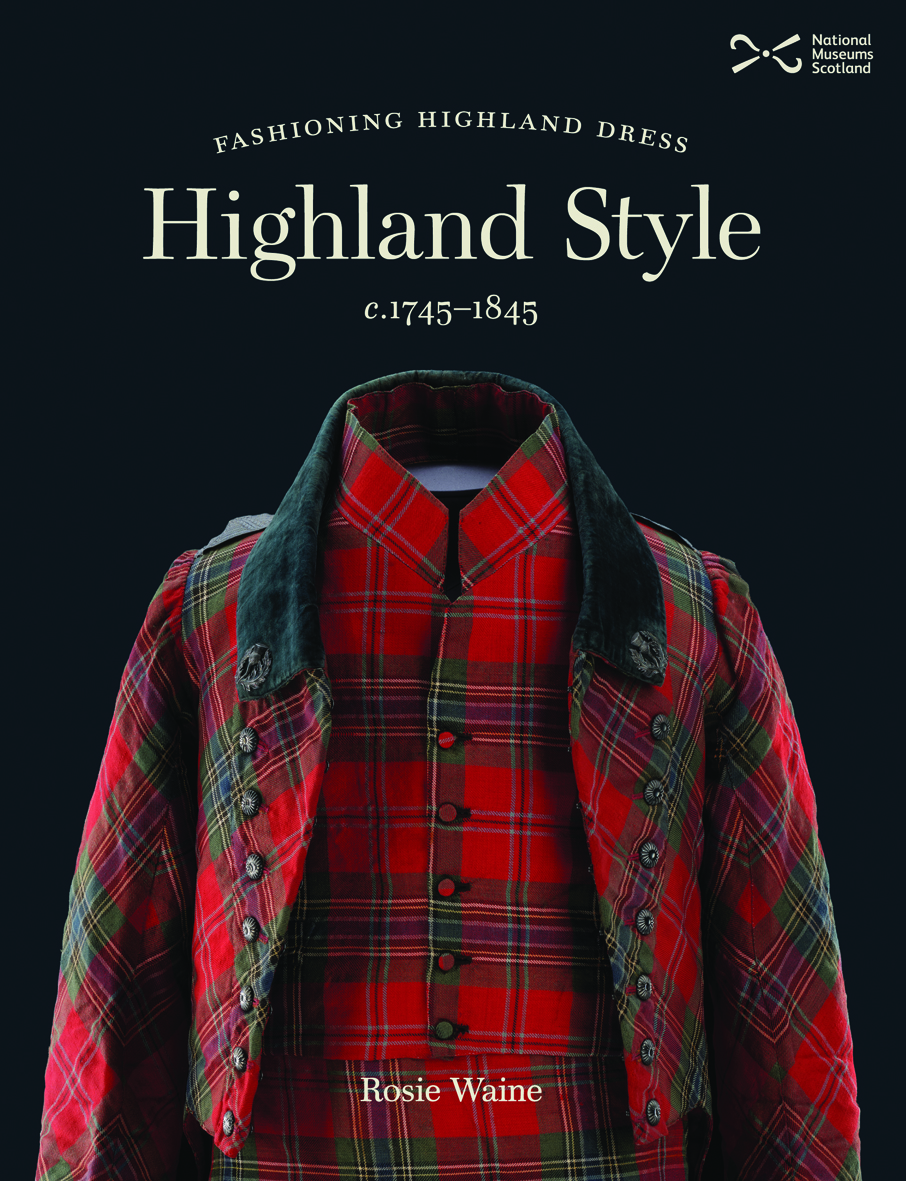 National
Museums
Scotland
FASHIONING HIGHLAND DRESS
Highland Style
c.1745–1845
Rosie Waine